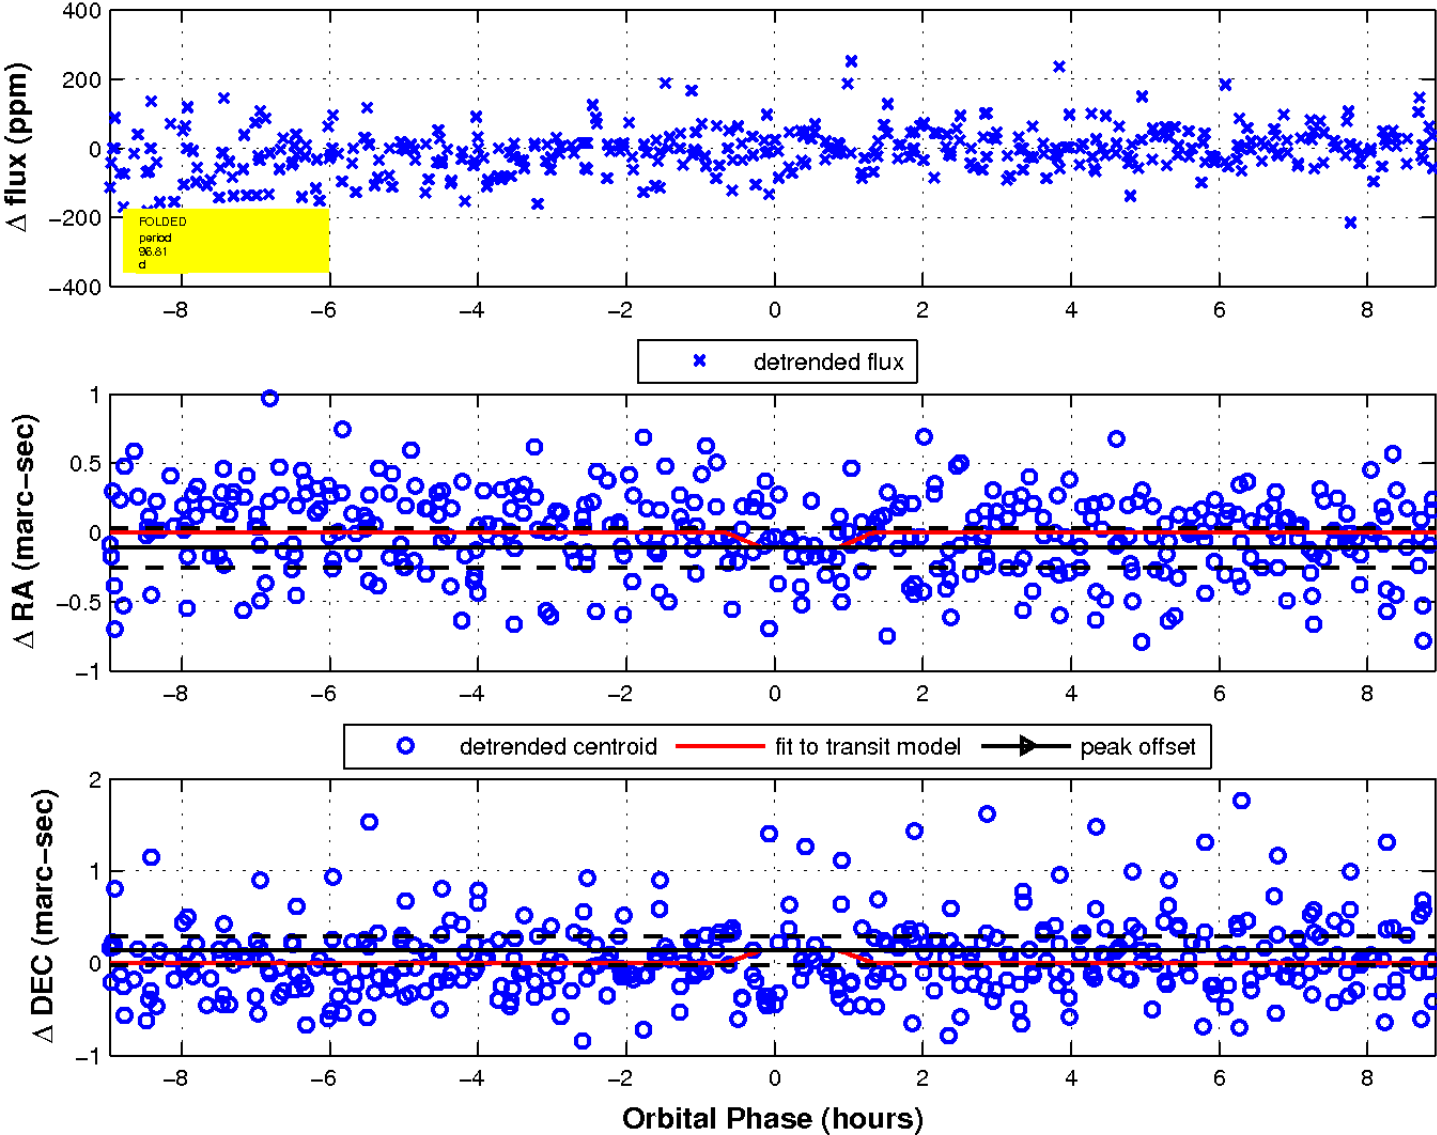 400
200
0
−200
−400
Δ flux (ppm)
FOLDED
period
96.81
d
−8 −6 −4 −2 0 2 4 6 8
detrended flux
1
0.5
0
−0.5
−1
Δ RA (marc−sec)
−8 −6 −4 −2 0 2 4 6 8
detrended centroid fit to transit model peak offset
2
1
0
−1
Δ DEC (marc−sec)
−8 −6 −4 −2 0 2 4 6 8
Orbital Phase (hours)